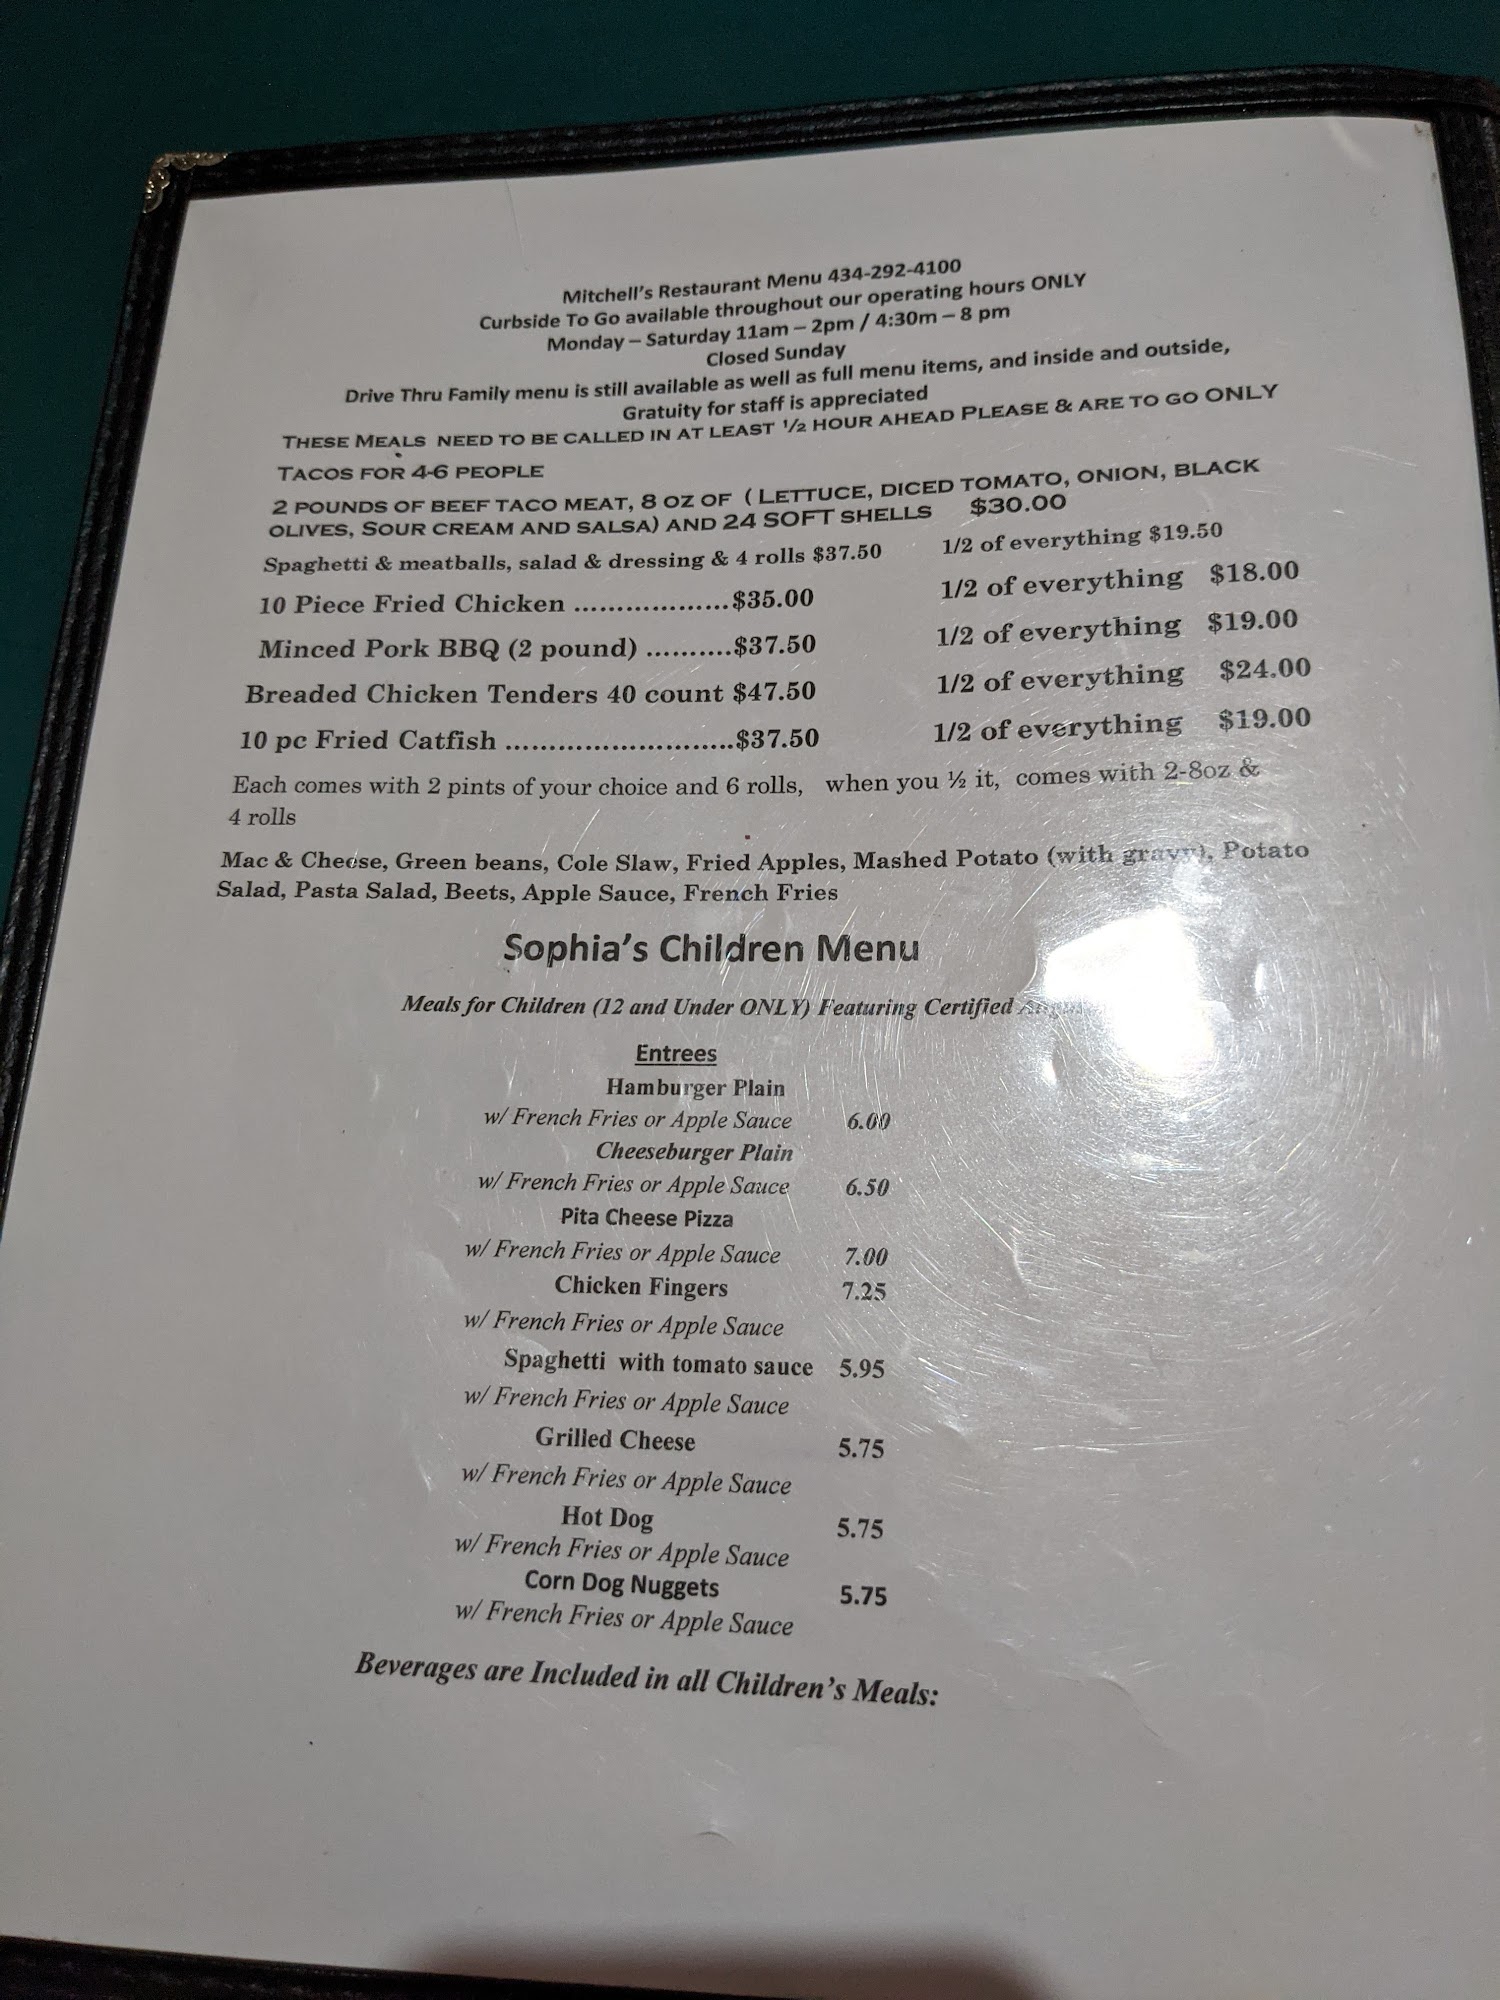 Mitchell's Restaurant Menu 434-292-4100
Curbside To Go available throughout our operating hours ONLY
Monday – Saturday 11am – 2pm / 4:30m – 8 pm
Closed Sunday
Drive Thru Family menu is still available as well as full menu items, and inside and outside,
Gratuity for staff is appreciated
THESE MEALS NEED TO BE CALLED IN AT LEAST ½ HOUR AHEAD PLEASE & ARE TO GO ONLY
TACOS FOR 4-6 PEOPLE
2 POUNDS OF BEEF TACO MEAT, 8 OZ OF ( LETTUCE, DICED TOMATO, ONION, BLACK
OLIVES, SOUR CREAM AND SALSA) AND 24 SOFT SHELLS $30.00
Spaghetti & meatballs, salad & dressing & 4 rolls $37.50 1/2 of everything $19.50
10 Piece Fried Chicken ..................$35.00 1/2 of everything $18.00
Minced Pork BBQ (2 pound) ..........$37.50 1/2 of everything $19.00
Breaded Chicken Tenders 40 count $47.50 1/2 of everything $24.00
10 pc Fried Catfish ...........................$37.50 1/2 of everything $19.00
Each comes with 2 pints of your choice and 6 rolls, when you ½ it, comes with 2-8oz &
4 rolls
Mac & Cheese, Green beans, Cole Slaw, Fried Apples, Mashed Potato (with gravy), Potato
Salad, Pasta Salad, Beets, Apple Sauce, French Fries
Sophia's Children Menu
Meals for Children (12 and Under ONLY) Featuring Certified Angus
Entrees
Hamburger Plain
w/ French Fries or Apple Sauce 6.00
Cheeseburger Plain
w/ French Fries or Apple Sauce 6.50
Pita Cheese Pizza
w/ French Fries or Apple Sauce 7.00
Chicken Fingers 7.25
w/ French Fries or Apple Sauce
Spaghetti with tomato sauce 5.95
w/ French Fries or Apple Sauce
Grilled Cheese 5.75
w/ French Fries or Apple Sauce
Hot Dog 5.75
w/ French Fries or Apple Sauce
Corn Dog Nuggets 5.75
w/ French Fries or Apple Sauce
Beverages are Included in all Children's Meals: